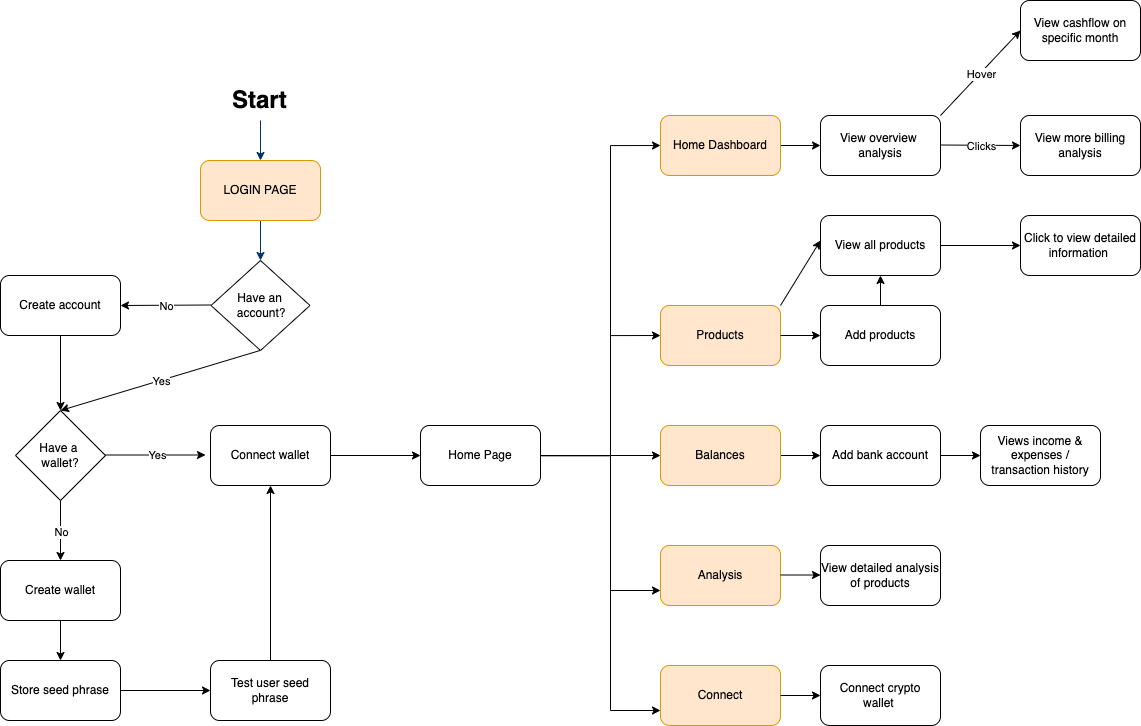 View cashflow on
specific month
Hover
Start
Home Dashboard
View overview
analysis
Clicks
View more billing
analysis
LOGIN PAGE
View all products
Click to view detailed
information
Have an
account?
No
Create account
Products
Add products
Yes
Have a
wallet?
Yes
Connect wallet
Home Page
Balances
Add bank account
Views income &
expenses /
transaction history
No
Create wallet
Analysis
View detailed analysis
of products
Store seed phrase
Test user seed
phrase
Connect
Connect crypto
wallet